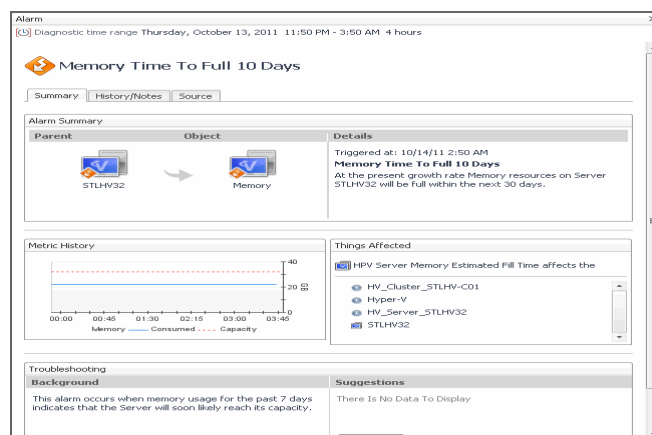 Alarm
Diagnostic time range Thursday, October 13, 2011 11:50 PM - 3:50 AM 4 hours
Memory Time To Full 10 Days
Summary History/Notes Source
Alarm Summary
Parent Object Details
STLHV32 Memory
Triggered at: 10/14/11 2:50 AM
Memory Time To Full 10 Days
At the present growth rate Memory resources on Server
STLHV32 will be full within the next 30 days.
Metric History
40
20
0
GB
00:00 00:45 01:30 02:15 03:00 03:45
Memory Consumed Capacity
Things Affected
HPV Server Memory Estimated Fill Time affects the
HV_Cluster_STLHV-C01
Hyper-V
HV_Server_STLHV32
STLHV32
Troubleshooting
Background Suggestions
This alarm occurs when memory usage for the past 7 days
indicates that the Server will soon likely reach its capacity.
There Is No Data To Display